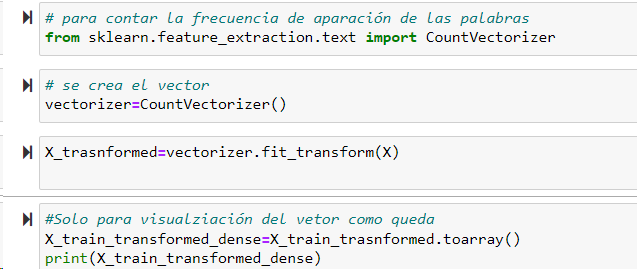 # para contar la frecuencia de aparación de las palabras
from sklearn.feature_extraction.text import CountVectorizer
# se crea el vector
vectorizer=CountVectorizer()
X_trasnformed=vectorizer.fit_transform(X)
#Solo para visualziación del vetor como queda
X_train_transformed_dense=X_train_trasnformed.toarray()
print(X_train_transformed_dense)